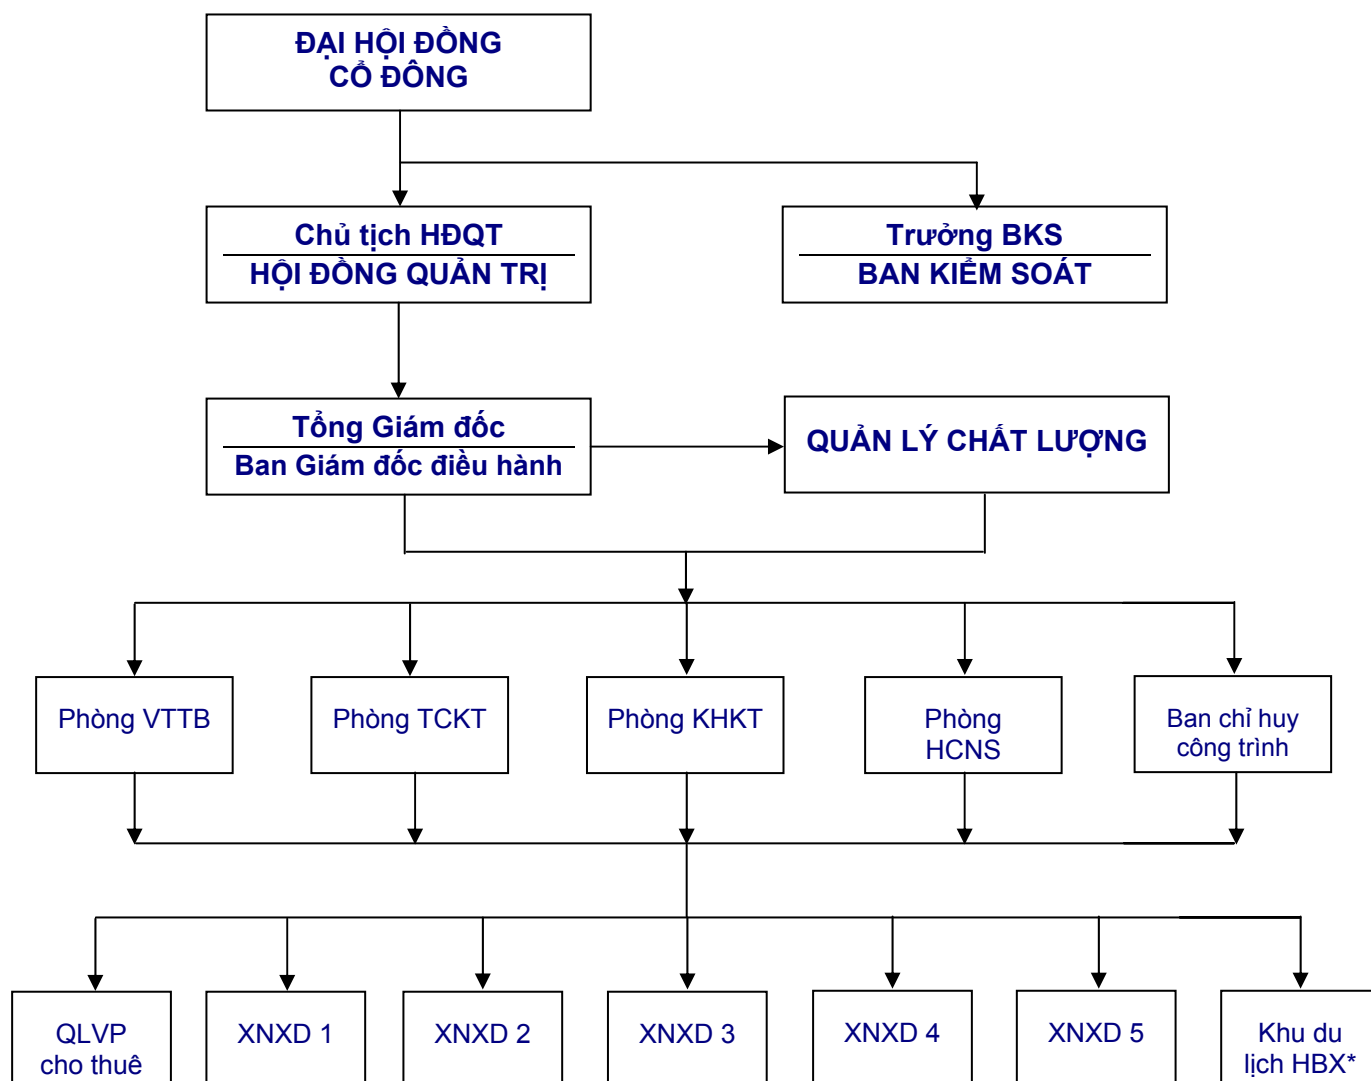 ĐẠI HỘI ĐỒNG
CỔ ĐÔNG
Chủ tịch HĐQT
HỘI ĐỒNG QUẢN TRỊ
Trưởng BKS
BAN KIỂM SOÁT
Tổng Giám đốc
Ban Giám đốc điều hành
QUẢN LÝ CHẤT LƯỢNG
Phòng VTTB
Phòng TCKT
Phòng KHKT
Phòng
HCNS
Ban chỉ huy
công trình
QLVP
cho thuê
XNXD 1
XNXD 2
XNXD 3
XNXD 4
XNXD 5
Khu du
lịch HBX*